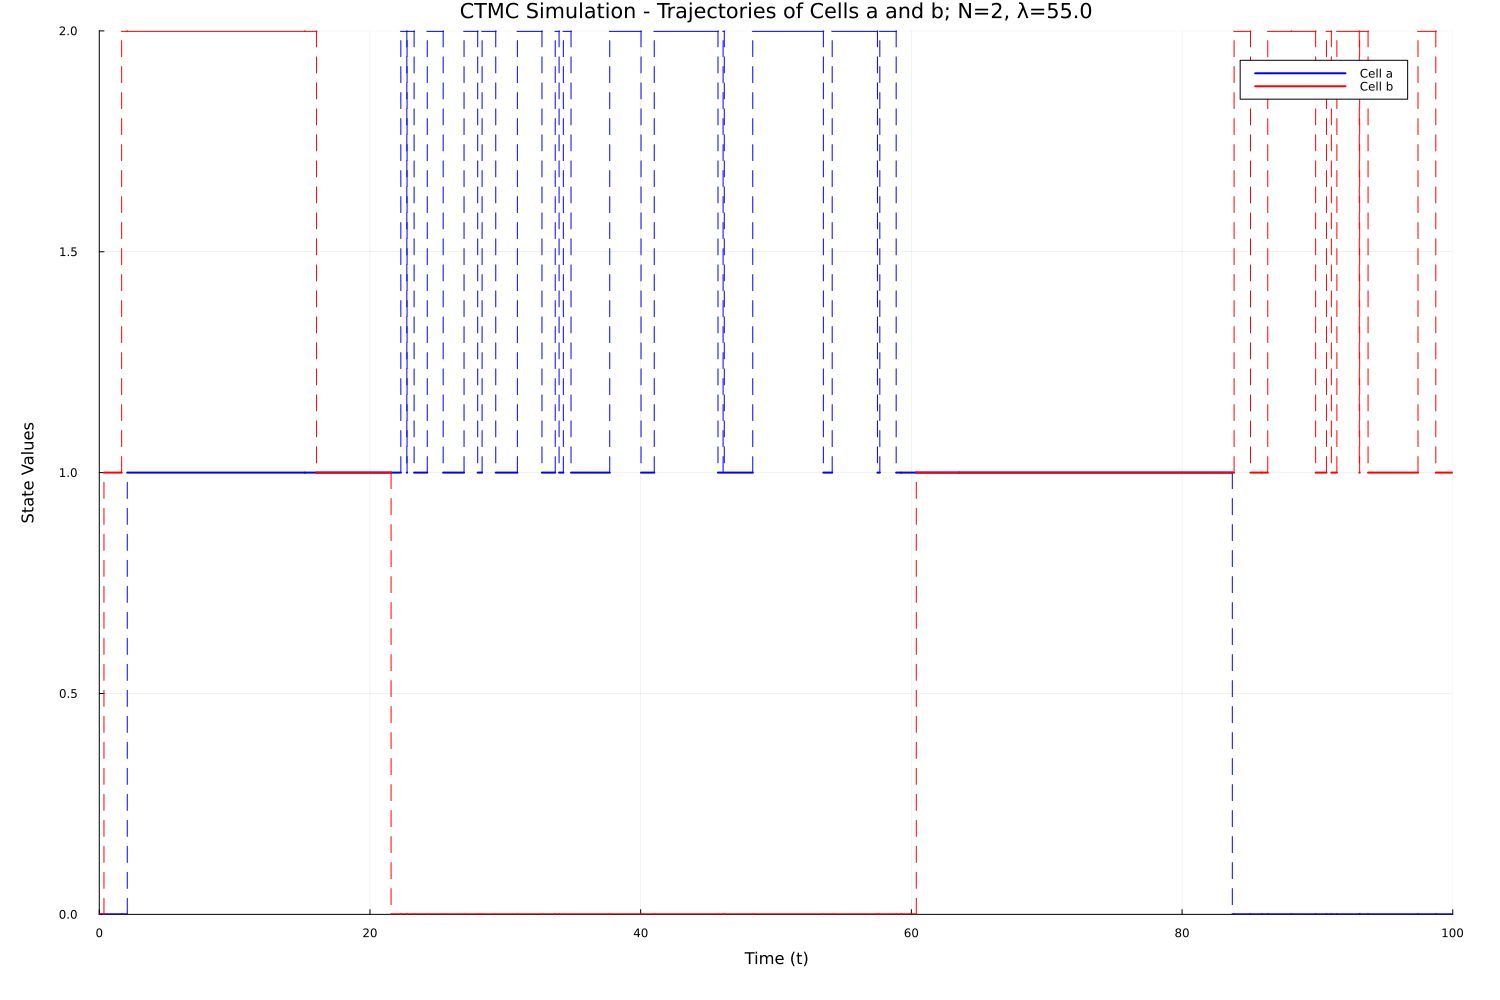 CTMC Simulation - Trajectories of Cells a and b; N=2, λ=55.0
2.0
Cell a
Cell b
1.5
State Values
1.0
0.5
0.0
0 20 40 60 80 100
Time (t)